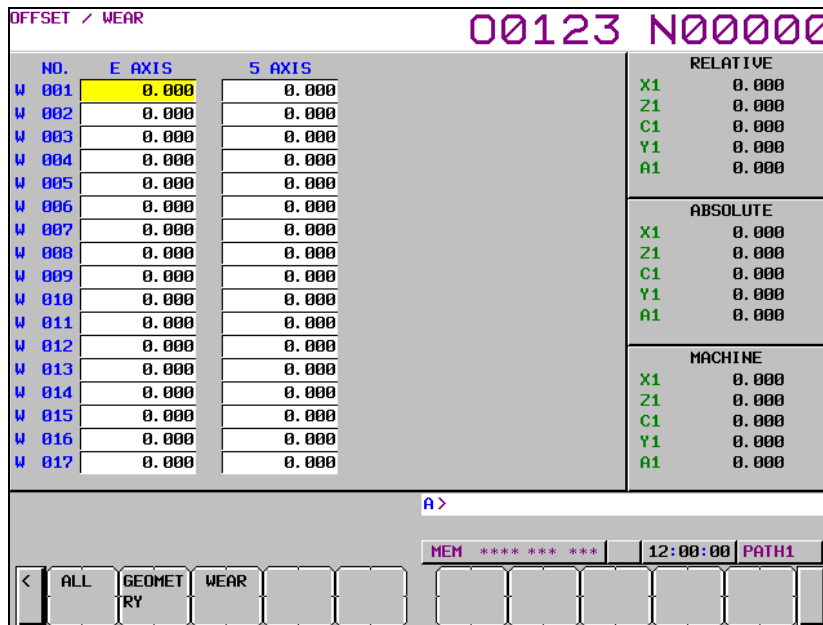 OFFSET / WEAR
O0123 N00000
NO. E AXIS 5 AXIS
W 001 0.000 0.000
W 002 0.000 0.000
W 003 0.000 0.000
W 004 0.000 0.000
W 005 0.000 0.000
W 006 0.000 0.000
W 007 0.000 0.000
W 008 0.000 0.000
W 009 0.000 0.000
W 010 0.000 0.000
W 011 0.000 0.000
W 012 0.000 0.000
W 013 0.000 0.000
W 014 0.000 0.000
W 015 0.000 0.000
W 016 0.000 0.000
W 017 0.000 0.000
RELATIVE
X1 0.000
Z1 0.000
C1 0.000
Y1 0.000
A1 0.000
ABSOLUTE
X1 0.000
Z1 0.000
C1 0.000
Y1 0.000
A1 0.000
MACHINE
X1 0.000
Z1 0.000
C1 0.000
Y1 0.000
A1 0.000
A>
MEM **** *** *** 12:00:00 PATH1
< ALL GEOMET WEAR
RY